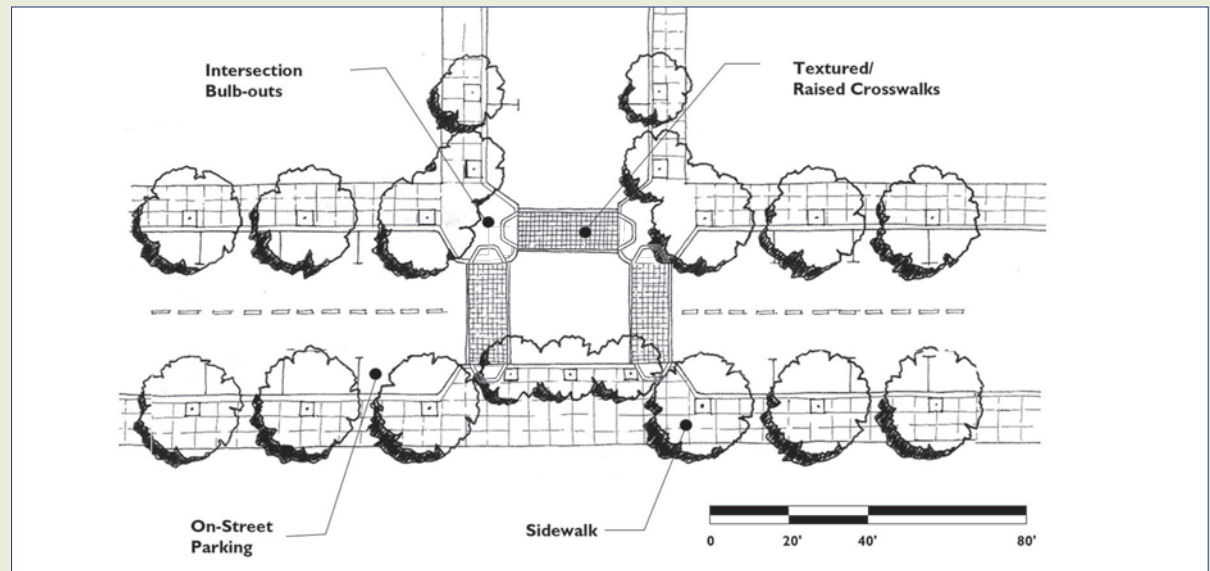 Intersection
Bulb-outs
Textured/
Raised Crosswalks
On-Street
Parking
Sidewalk
0 20' 40' 80'